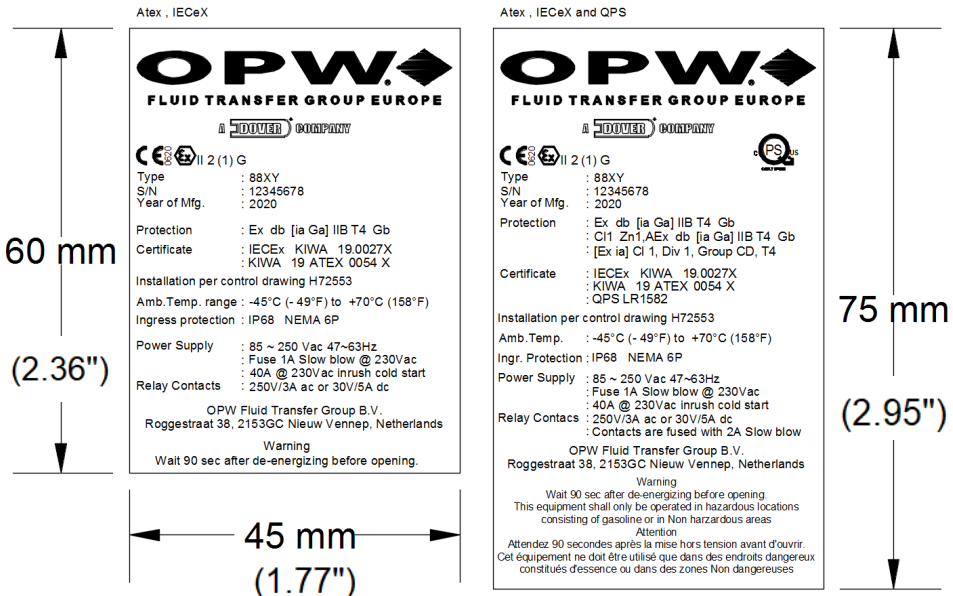 Atex , IECeX
OPW
FLUID TRANSFER GROUP EUROPE
A DOVER COMPANY
CE 0620 Ex II 2 (1) G
Type : 88XY
S/N : 12345678
Year of Mfg. : 2020
Protection : Ex db [ia Ga] IIB T4 Gb
Certificate : IECEx KIWA 19.0027X
: KIWA 19 ATEX 0054 X
Installation per control drawing H72553
Amb.Temp. range : -45°C (- 49°F) to +70°C (158°F)
Ingress protection : IP68 NEMA 6P
Power Supply : 85 ~ 250 Vac 47~63Hz
: Fuse 1A Slow blow @ 230Vac
: 40A @ 230Vac inrush cold start
Relay Contacts : 250V/3A ac or 30V/5A dc
OPW Fluid Transfer Group B.V.
Roggestraat 38, 2153GC Nieuw Vennep, Netherlands
Warning
Wait 90 sec after de-energizing before opening.
60 mm
(2.36")
45 mm
(1.77")
Atex , IECeX and QPS
OPW
FLUID TRANSFER GROUP EUROPE
A DOVER COMPANY
CE 0620 Ex II 2 (1) G
C QPS US
Type : 88XY
S/N : 12345678
Year of Mfg. : 2020
Protection : Ex db [ia Ga] IIB T4 Gb
: Cl1 Zn1,AEx db [ia Ga] IIB T4 Gb
: [Ex ia] Cl 1, Div 1, Group CD, T4
Certificate : IECEx KIWA 19.0027X
: KIWA 19 ATEX 0054 X
: QPS LR1582
Installation per control drawing H72553
Amb.Temp. : -45°C (- 49°F) to +70°C (158°F)
Ingr. Protection : IP68 NEMA 6P
Power Supply : 85 ~ 250 Vac 47~63Hz
: Fuse 1A Slow blow @ 230Vac
: 40A @ 230Vac inrush cold start
Relay Contacs : 250V/3A ac or 30V/5A dc
: Contacts are fused with 2A Slow blow
OPW Fluid Transfer Group B.V.
Roggestraat 38, 2153GC Nieuw Vennep, Netherlands
Warning
Wait 90 sec after de-energizing before opening.
This equipment shall only be operated in hazardous locations
consisting of gasoline or in Non harzardous areas
Attention
Attendez 90 secondes après la mise hors tension avant d'ouvrir.
Cet équipement ne doit être utilisé que dans des endroits dangereux
constitués d'essence ou dans des zones Non dangereuses
75 mm
(2.95")